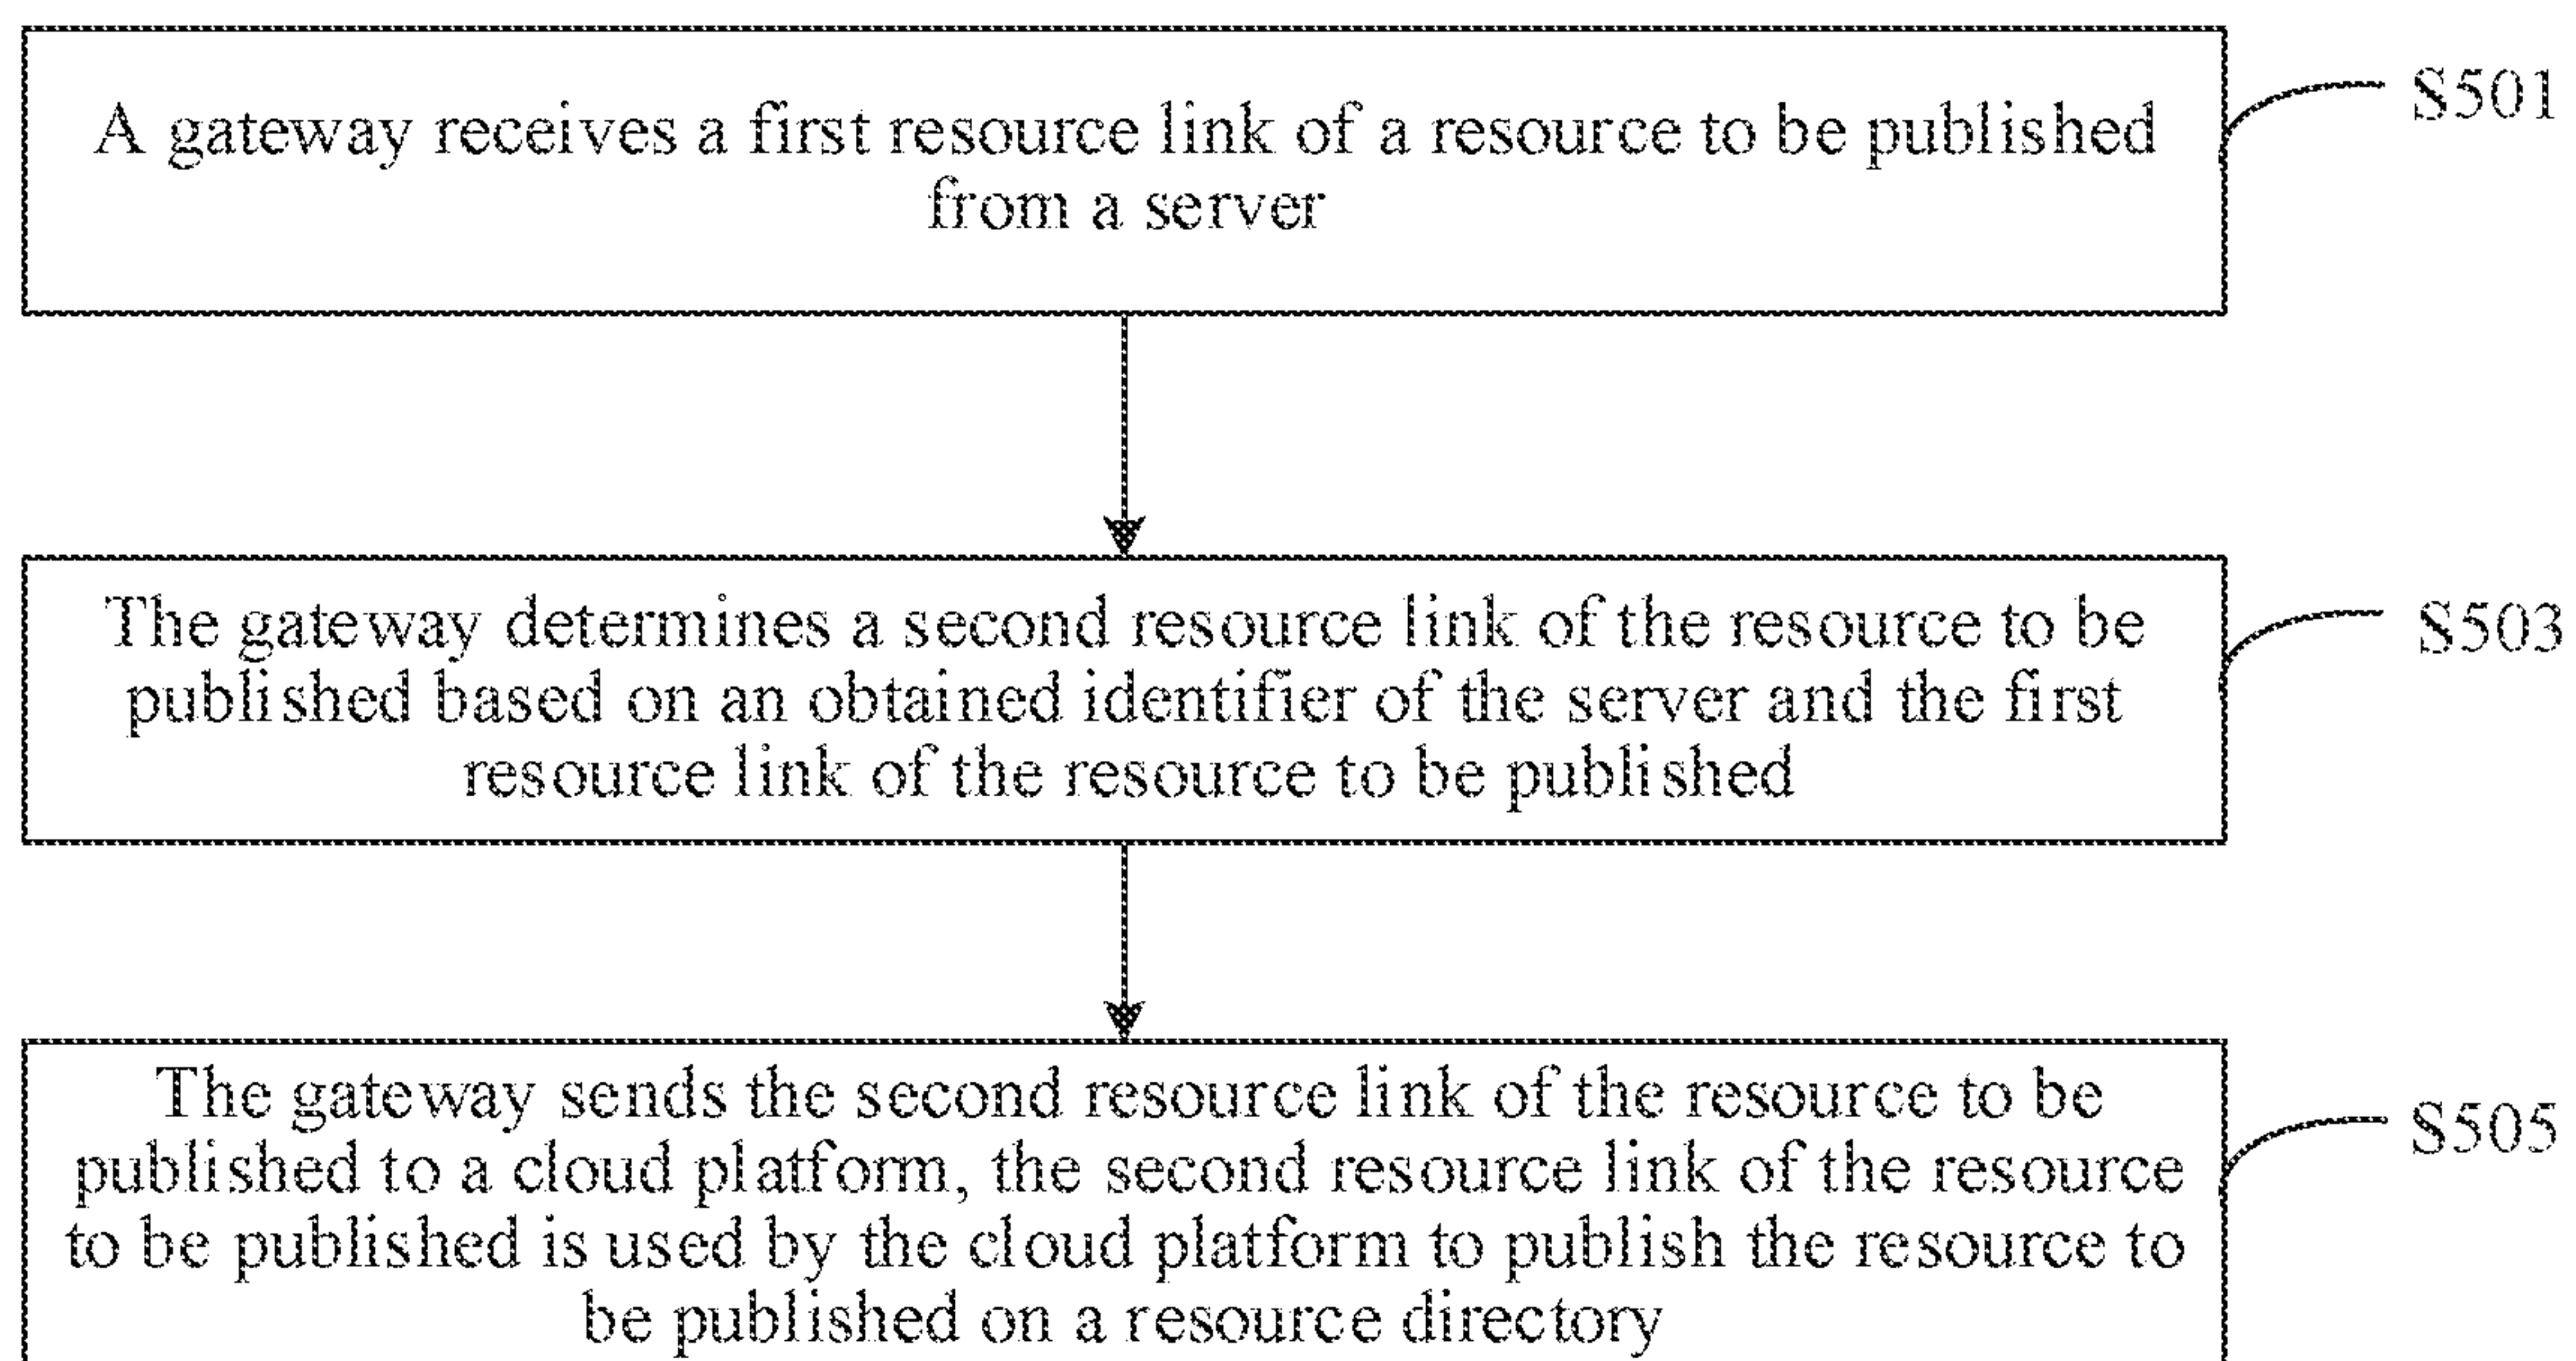 A gateway receives a first resource link of a resource to be published
from a server
S501
The gateway determines a second resource link of the resource to be
published based on an obtained identifier of the server and the first
resource link of the resource to be published
S503
The gateway sends the second resource link of the resource to be
published to a cloud platform, the second resource link of the resource
to be published is used by the cloud platform to publish the resource to
be published on a resource directory
S505